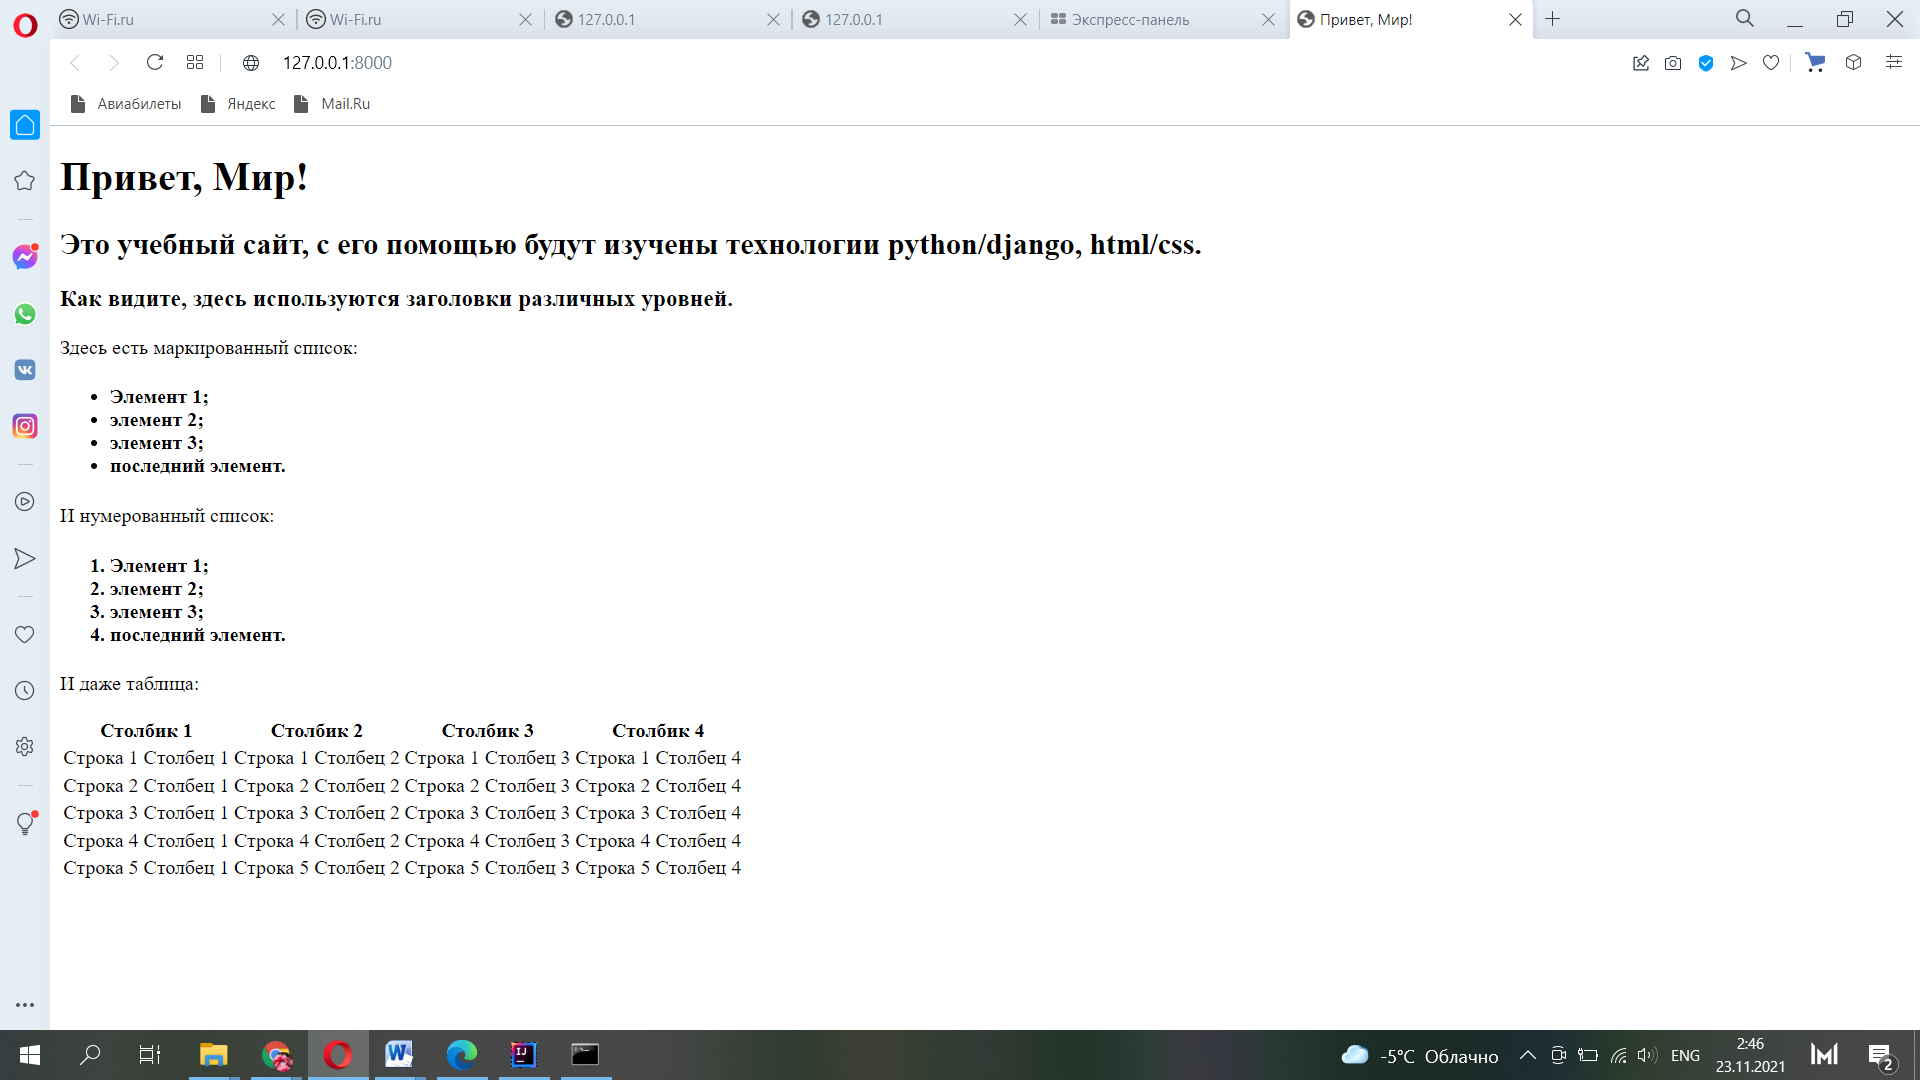 Wi-Fi.ru
Wi-Fi.ru
127.0.0.1
127.0.0.1
Экспресс-панель
Привет, Мир!
127.0.0.1:8000
Авиабилеты
Яндекс
Mail.Ru
Привет, Мир!
Это учебный сайт, с его помощью будут изучены технологии python/django, html/css.
Как видите, здесь используются заголовки различных уровней.
Здесь есть маркированный список:
• Элемент 1;
• элемент 2;
• элемент 3;
• последний элемент.
И нумерованный список:
1. Элемент 1;
2. элемент 2;
3. элемент 3;
4. последний элемент.
И даже таблица:
Столбик 1 Столбик 2 Столбик 3 Столбик 4
Строка 1 Столбец 1 Строка 1 Столбец 2 Строка 1 Столбец 3 Строка 1 Столбец 4
Строка 2 Столбец 1 Строка 2 Столбец 2 Строка 2 Столбец 3 Строка 2 Столбец 4
Строка 3 Столбец 1 Строка 3 Столбец 2 Строка 3 Столбец 3 Строка 3 Столбец 4
Строка 4 Столбец 1 Строка 4 Столбец 2 Строка 4 Столбец 3 Строка 4 Столбец 4
Строка 5 Столбец 1 Строка 5 Столбец 2 Строка 5 Столбец 3 Строка 5 Столбец 4
-5°C Облачно
ENG
2:46
23.11.2021
2